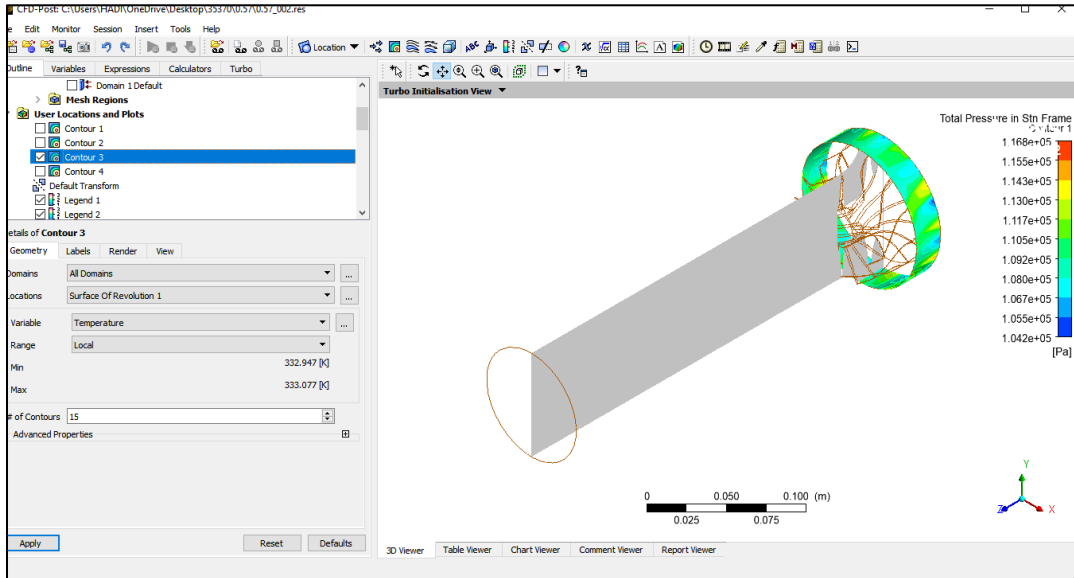 CFD-Post: C:\Users\HADI\OneDrive\Desktop\35370\0.57\0.57_002.res
Edit Monitor Session Insert Tools Help
Location
Outline Variables Expressions Calculators Turbo
Domain 1 Default
Mesh Regions
User Locations and Plots
Contour 1
Contour 2
Contour 3
Contour 4
Default Transform
Legend 1
Legend 2
Details of Contour 3
Geometry Labels Render View
Domains All Domains ...
Locations Surface Of Revolution 1 ...
Variable Temperature ...
Range Local
Min 332.947 [K]
Max 333.077 [K]
# of Contours 15
Advanced Properties
Apply Reset Defaults
Turbo Initialisation View
Total Pressure in Stn Frame
1.168e+05
1.155e+05
1.143e+05
1.130e+05
1.117e+05
1.105e+05
1.092e+05
1.080e+05
1.067e+05
1.055e+05
1.042e+05
[Pa]
0 0.050 0.100 (m)
0.025 0.075
Y
Z X
3D Viewer Table Viewer Chart Viewer Comment Viewer Report Viewer